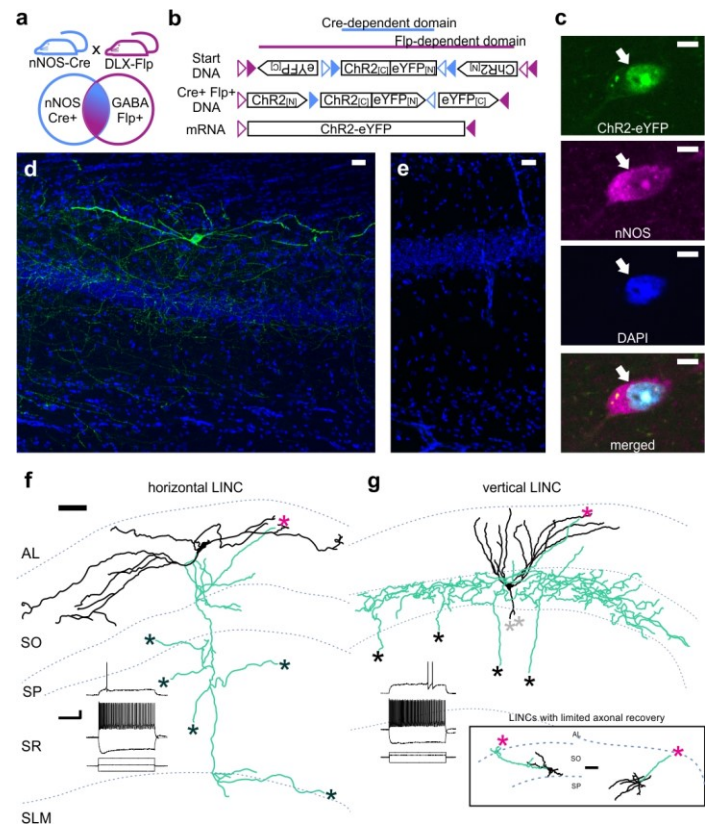 a
nNOS-Cre x DLX-Flp
nNOS Cre+
GABA Flp+
b
Cre-dependent domain
Flp-dependent domain
Start DNA
eYFP[C] ChR2[C] eYFP[N] ChR2[N]
Cre+ Flp+ DNA
ChR2[N] ChR2[C] eYFP[N] eYFP[C]
mRNA
ChR2-eYFP
c
ChR2-eYFP
nNOS
DAPI
merged
d
e
f
horizontal LINC
AL
SO
SP
SR
SLM
*
*
*
*
*
*
g
vertical LINC
*
**
*
*
*
*
LINCs with limited axonal recovery
*
AL
*
SO
SP